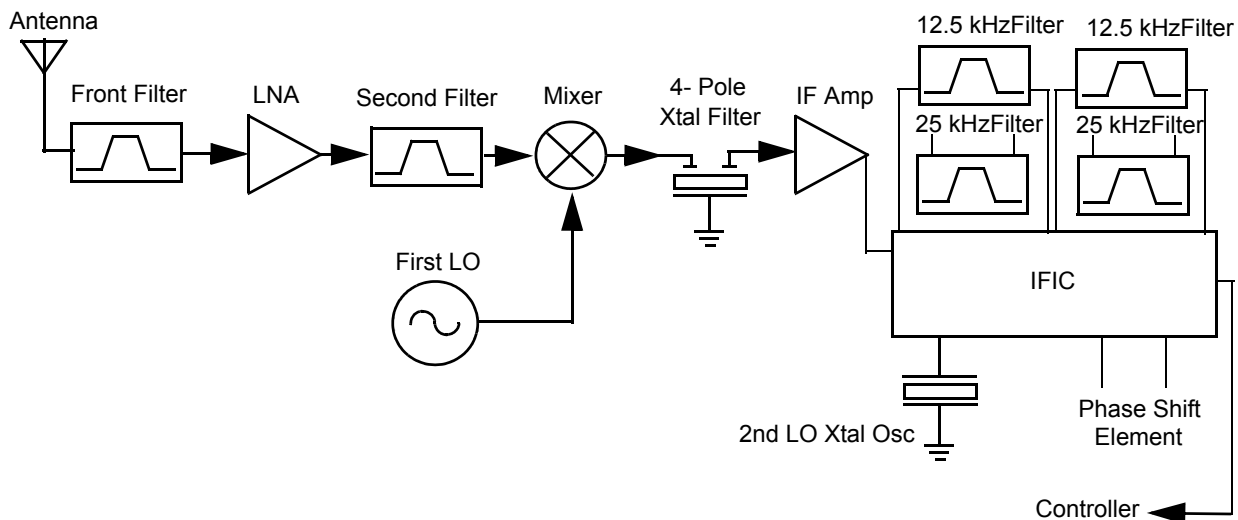 Antenna
Front Filter
LNA
Second Filter
Mixer
4- Pole
Xtal Filter
IF Amp
12.5 kHzFilter
12.5 kHzFilter
25 kHzFilter
25 kHzFilter
First LO
IFIC
2nd LO Xtal Osc
Phase Shift
Element
Controller